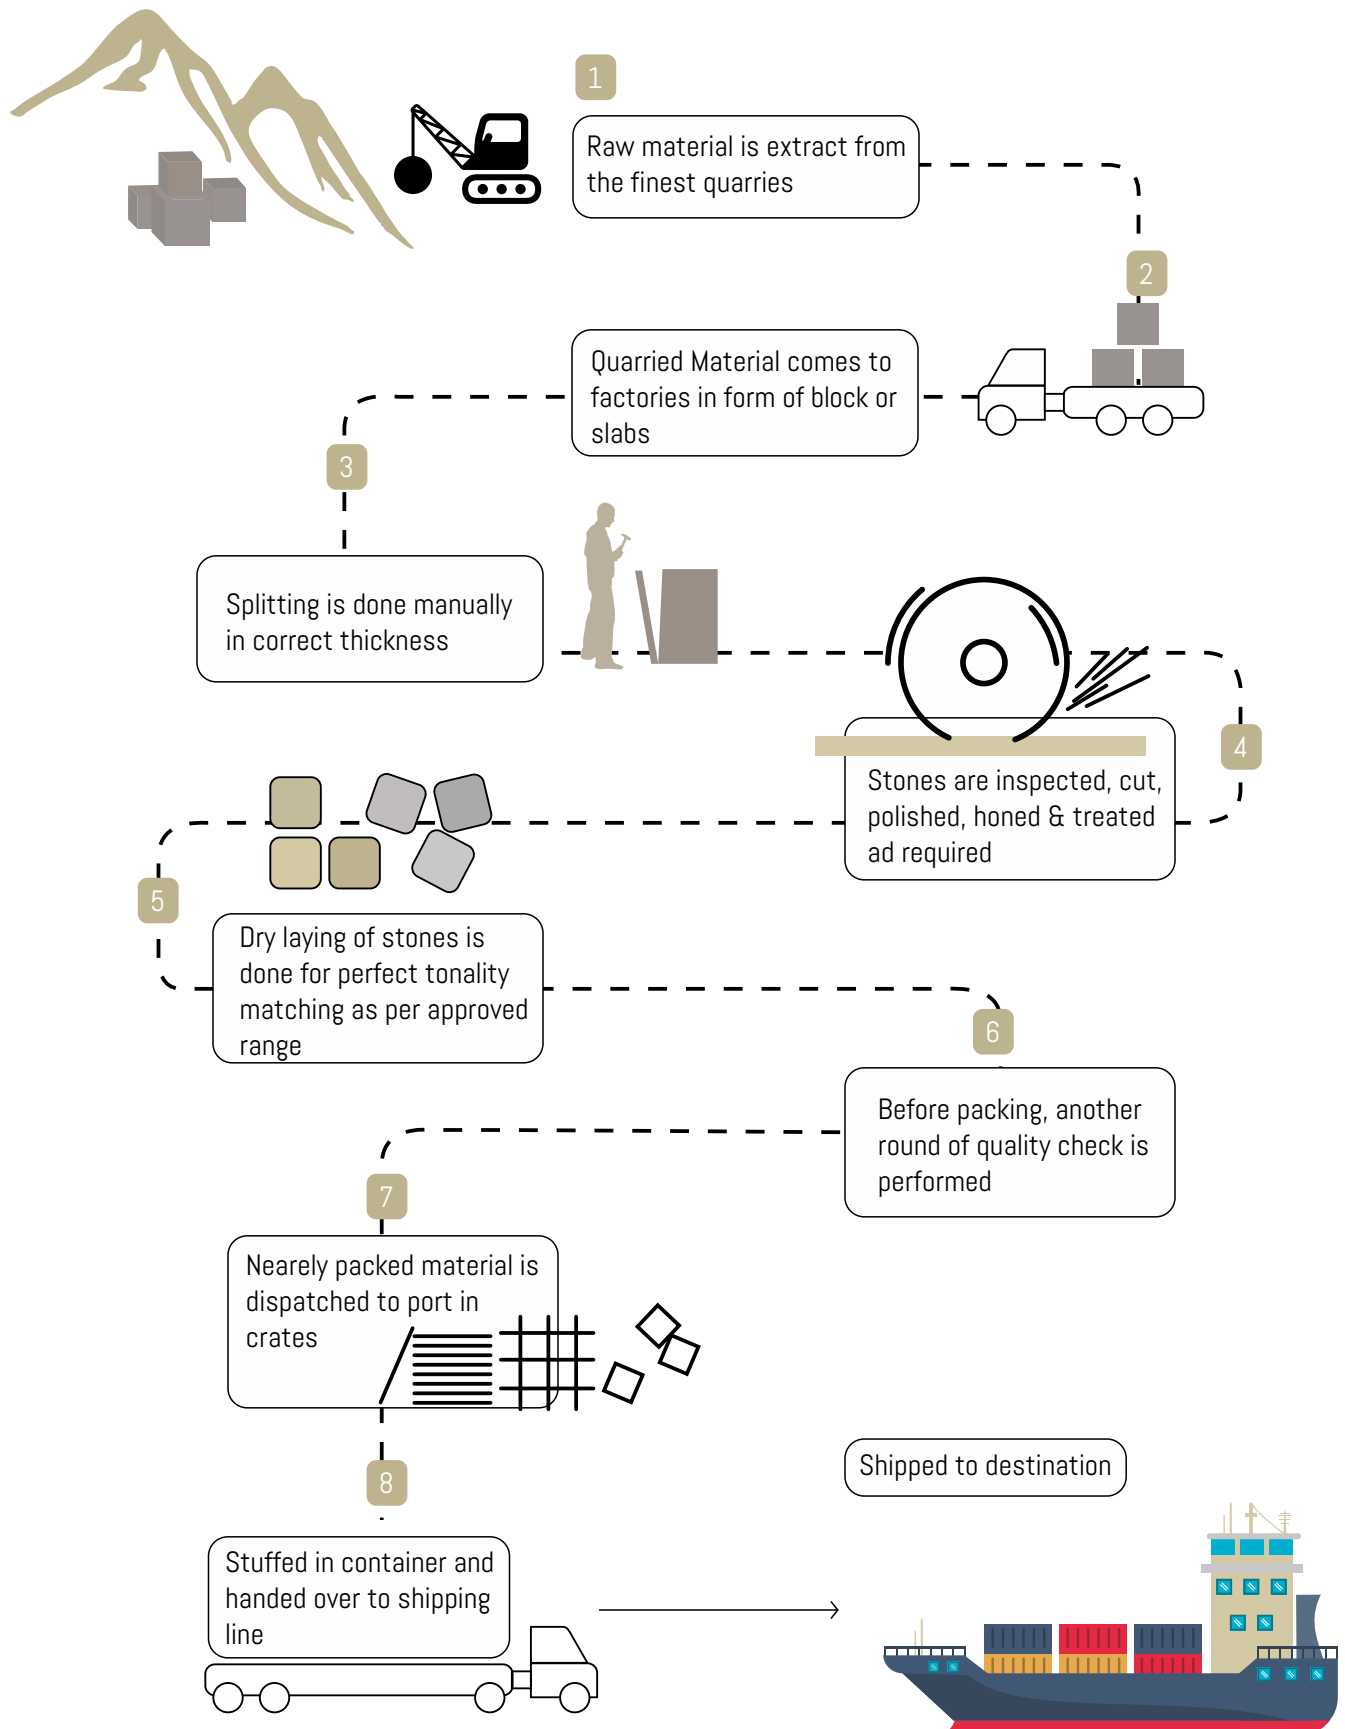 1
Raw material is extract from
the finest quarries
2
Quarried Material comes to
factories in form of block or
slabs
3
Splitting is done manually
in correct thickness
4
Stones are inspected, cut,
polished, honed & treated
ad required
5
Dry laying of stones is
done for perfect tonality
matching as per approved
range
6
Before packing, another
round of quality check is
performed
7
Nearely packed material is
dispatched to port in
crates
8
Stuffed in container and
handed over to shipping
line
Shipped to destination